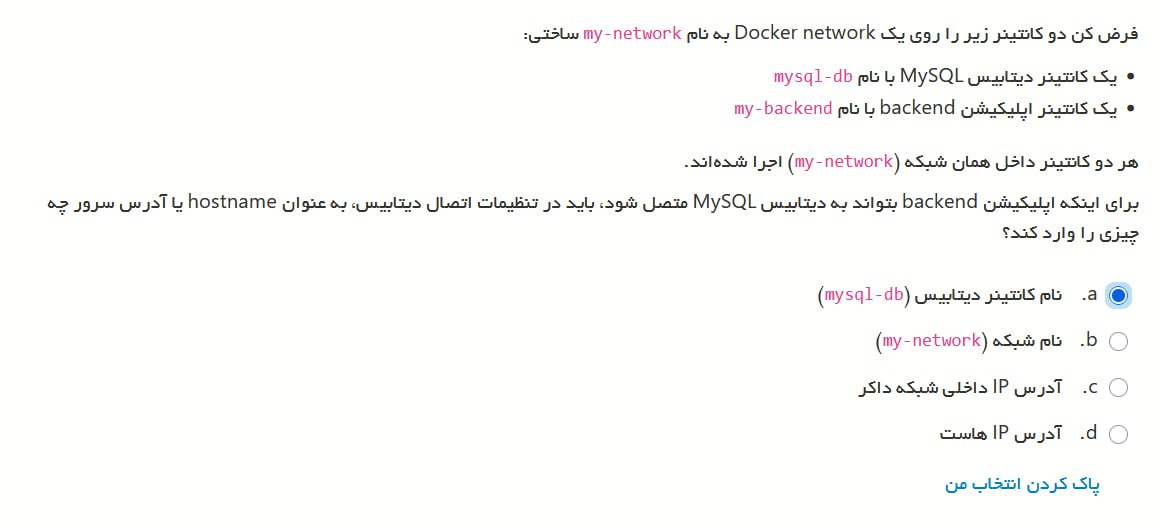 فرض کن دو کانتینر زیر را روی یک Docker network به نام my-network ساختی:
• یک کانتینر دیتابیس MySQL با نام mysql-db
• یک کانتینر اپلیکیشن backend با نام my-backend
هر دو کانتینر داخل همان شبکه (my-network) اجرا شده‌اند.
برای اینکه اپلیکیشن backend بتواند به دیتابیس MySQL متصل شود، باید در تنظیمات اتصال دیتابیس، به عنوان hostname یا آدرس سرور چه
چیزی را وارد کند؟
a. نام کانتینر دیتابیس (mysql-db)
b. نام شبکه (my-network)
c. آدرس IP داخلی شبکه داکر
d. آدرس IP هاست
پاک کردن انتخاب من